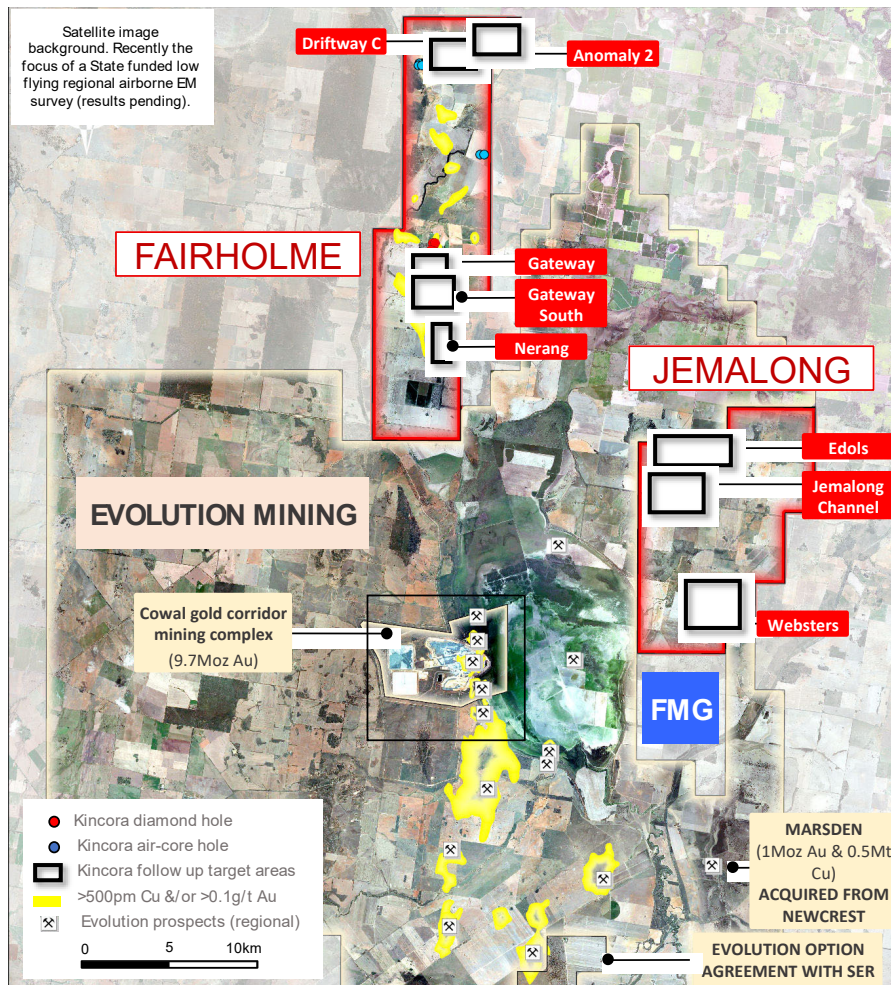 Satellite image
background. Recently the
focus of a State funded low
flying regional airborne EM
survey (results pending).
Driftway C
Anomaly 2
FAIRHOLME
Gateway
Gateway
South
Nerang
JEMALONG
Edols
Jemalong
Channel
EVOLUTION MINING
Websters
Cowal gold corridor
mining complex
(9.7Moz Au)
FMG
Kincora diamond hole
Kincora air-core hole
Kincora follow up target areas
>500pm Cu &/or >0.1g/t Au
Evolution prospects (regional)
0 5 10km
MARSDEN
(1Moz Au & 0.5Mt
Cu)
ACQUIRED FROM
NEWCREST
EVOLUTION OPTION
AGREEMENT WITH SER